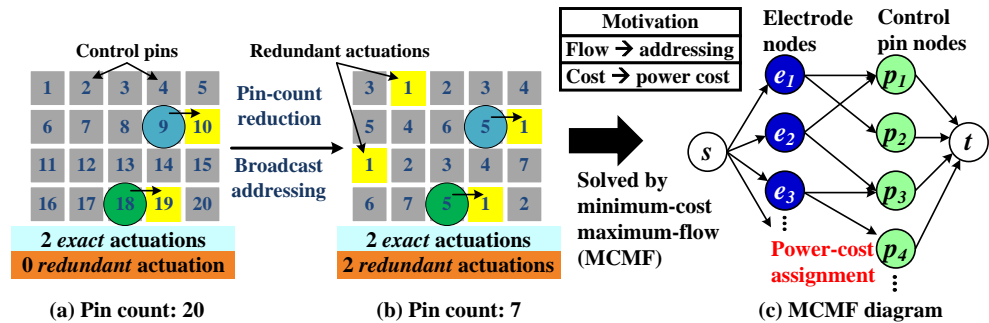 Control pins
1 2 3 4 5
6 7 8 9 10
11 12 13 14 15
16 17 18 19 20
2 exact actuations
0 redundant actuation
(a) Pin count: 20
Pin-count
reduction
Broadcast
addressing
Redundant actuations
3 1 2 3 4
5 4 6 5 1
1 2 3 4 7
6 7 5 1 2
2 exact actuations
2 redundant actuations
(b) Pin count: 7
Solved by
minimum-cost
maximum-flow
(MCMF)
Motivation
Flow → addressing
Cost → power cost
Electrode
nodes
Control
pin nodes
s
e1
e2
e3
...
p1
p2
p3
p4
...
t
Power-cost
assignment
(c) MCMF diagram